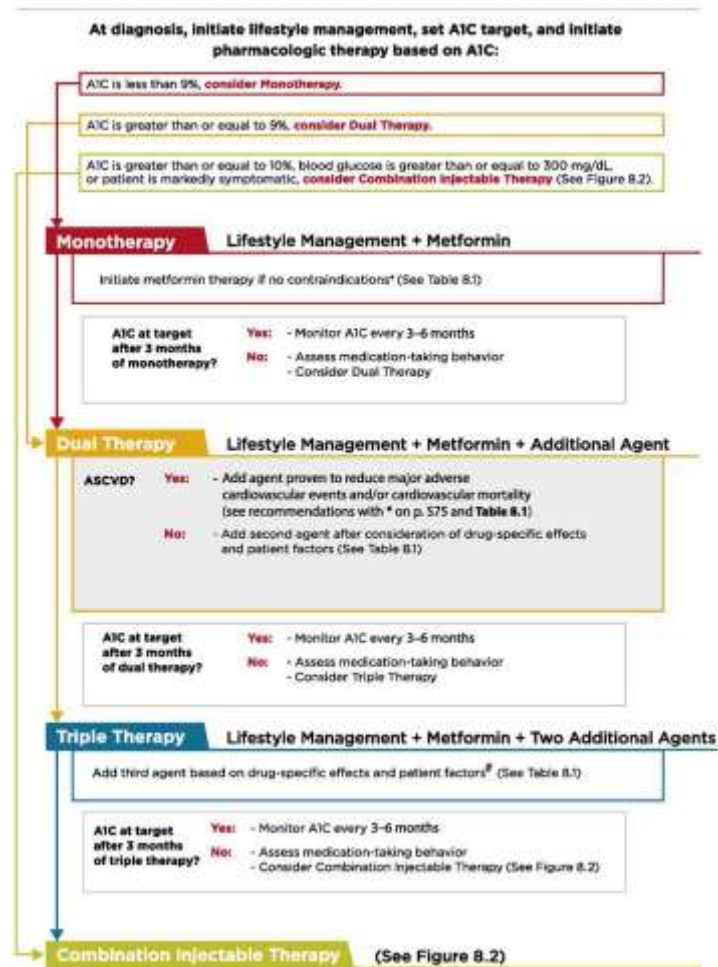 At diagnosis, initiate lifestyle management, set A1C target, and initiate
pharmacologic therapy based on A1C:
A1C is less than 9%, consider Monotherapy.
A1C is greater than or equal to 9%, consider Dual Therapy.
A1C is greater than or equal to 10%, blood glucose is greater than or equal to 300 mg/dL,
or patient is markedly symptomatic, consider Combination Injectable Therapy (See Figure 8.2).
Monotherapy Lifestyle Management + Metformin
Initiate metformin therapy if no contraindications* (See Table 8.1)
A1C at target
after 3 months
of monotherapy?
Yes: - Monitor A1C every 3–6 months
No: - Assess medication-taking behavior
- Consider Dual Therapy
Dual Therapy Lifestyle Management + Metformin + Additional Agent
ASCVD? Yes: - Add agent proven to reduce major adverse
cardiovascular events and/or cardiovascular mortality
(see recommendations with * on p. S75 and Table 8.1)
No: - Add second agent after consideration of drug-specific effects
and patient factors (See Table 8.1)
A1C at target
after 3 months
of dual therapy?
Yes: - Monitor A1C every 3–6 months
No: - Assess medication-taking behavior
- Consider Triple Therapy
Triple Therapy Lifestyle Management + Metformin + Two Additional Agents
Add third agent based on drug-specific effects and patient factors# (See Table 8.1)
A1C at target
after 3 months
of triple therapy?
Yes: - Monitor A1C every 3–6 months
No: - Assess medication-taking behavior
- Consider Combination Injectable Therapy (See Figure 8.2)
Combination Injectable Therapy (See Figure 8.2)